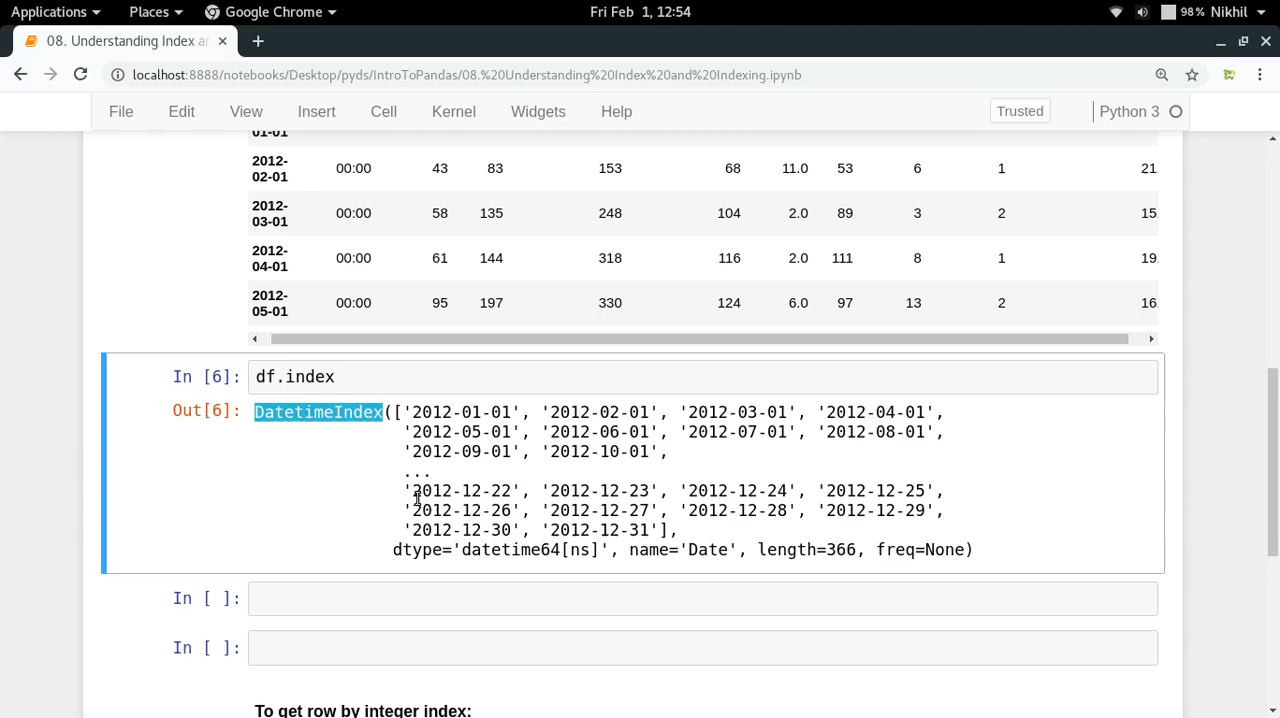 Applications Places Google Chrome Fri Feb 1, 12:54 98% Nikhil
08. Understanding Index an
localhost:8888/notebooks/Desktop/pyds/IntroToPandas/08.%20Understanding%20Index%20and%20Indexing.ipynb
File Edit View Insert Cell Kernel Widgets Help Trusted Python 3
01-01
2012-
02-01 00:00 43 83 153 68 11.0 53 6 1 21.
2012-
03-01 00:00 58 135 248 104 2.0 89 3 2 15.
2012-
04-01 00:00 61 144 318 116 2.0 111 8 1 19.
2012-
05-01 00:00 95 197 330 124 6.0 97 13 2 16.
In [6]: df.index
Out[6]: DatetimeIndex(['2012-01-01', '2012-02-01', '2012-03-01', '2012-04-01',
'2012-05-01', '2012-06-01', '2012-07-01', '2012-08-01',
'2012-09-01', '2012-10-01',
...
'2012-12-22', '2012-12-23', '2012-12-24', '2012-12-25',
'2012-12-26', '2012-12-27', '2012-12-28', '2012-12-29',
'2012-12-30', '2012-12-31'],
dtype='datetime64[ns]', name='Date', length=366, freq=None)
In [ ]:
In [ ]:
To get row by integer index: